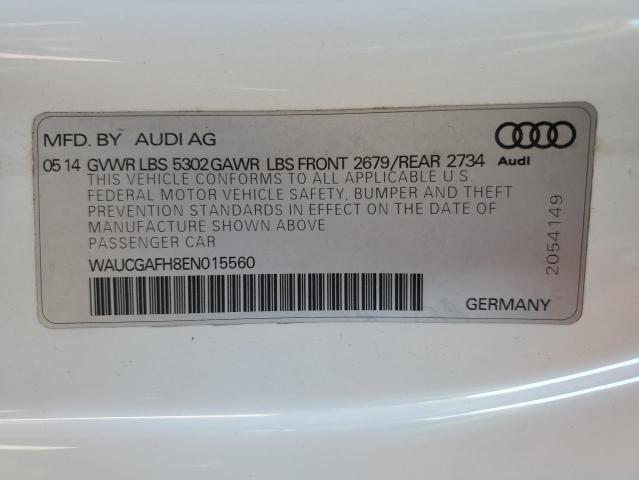 MFD. BY AUDI AG
05 14 GVWR LBS 5302 GAWR LBS FRONT 2679/REAR 2734
Audi
THIS VEHICLE CONFORMS TO ALL APPLICABLE U.S.
FEDERAL MOTOR VEHICLE SAFETY, BUMPER AND THEFT
PREVENTION STANDARDS IN EFFECT ON THE DATE OF
MANUFACTURE SHOWN ABOVE
PASSENGER CAR
WAUCGAFH8EN015560
GERMANY
2054149